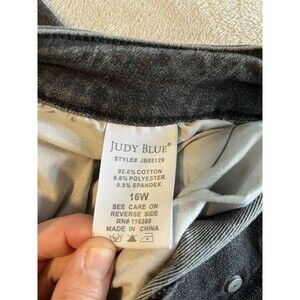 JUDY BLUE®
STYLE# JB88129
92.6% COTTON
6.6% POLYESTER
0.8% SPANDEX
16W
SEE CARE ON
REVERSE SIDE
RN# 116380
MADE IN CHINA